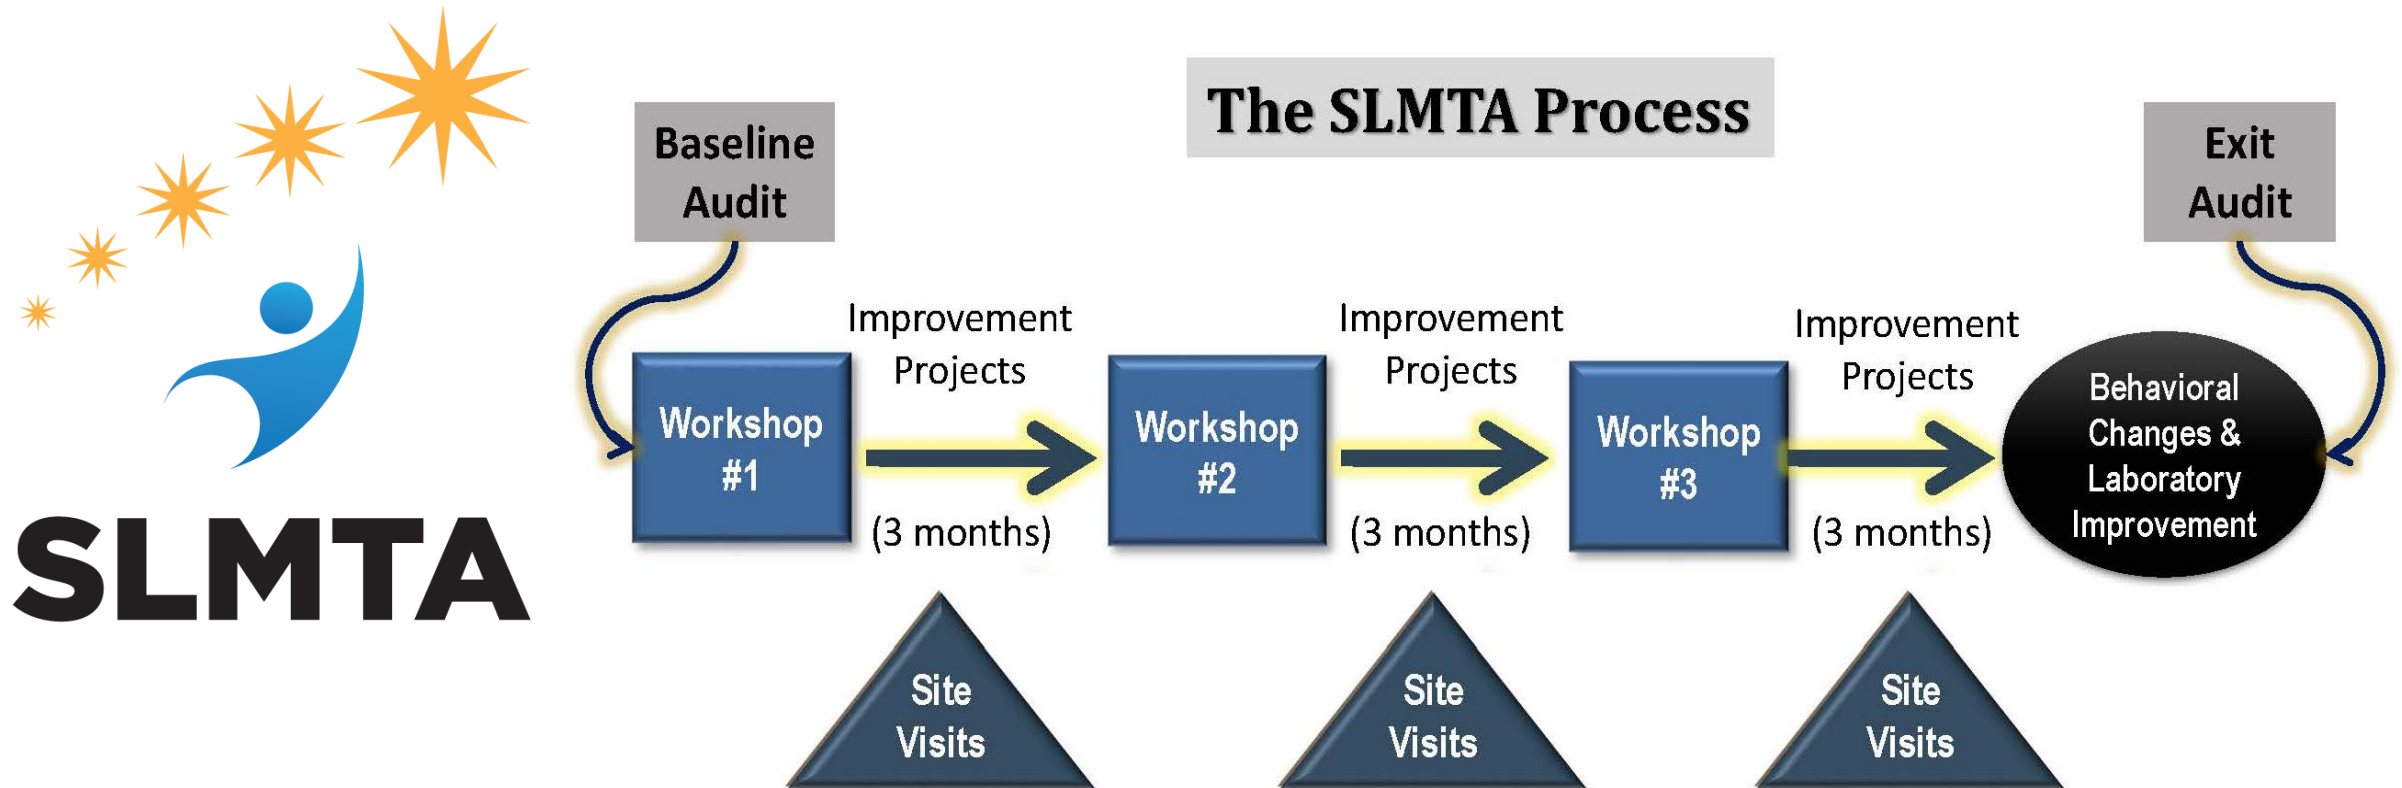 SLMTA
The SLMTA Process
Baseline
Audit
Exit
Audit
Workshop
#1
Improvement
Projects
(3 months)
Workshop
#2
Improvement
Projects
(3 months)
Workshop
#3
Improvement
Projects
(3 months)
Behavioral
Changes &
Laboratory
Improvement
Site
Visits
Site
Visits
Site
Visits